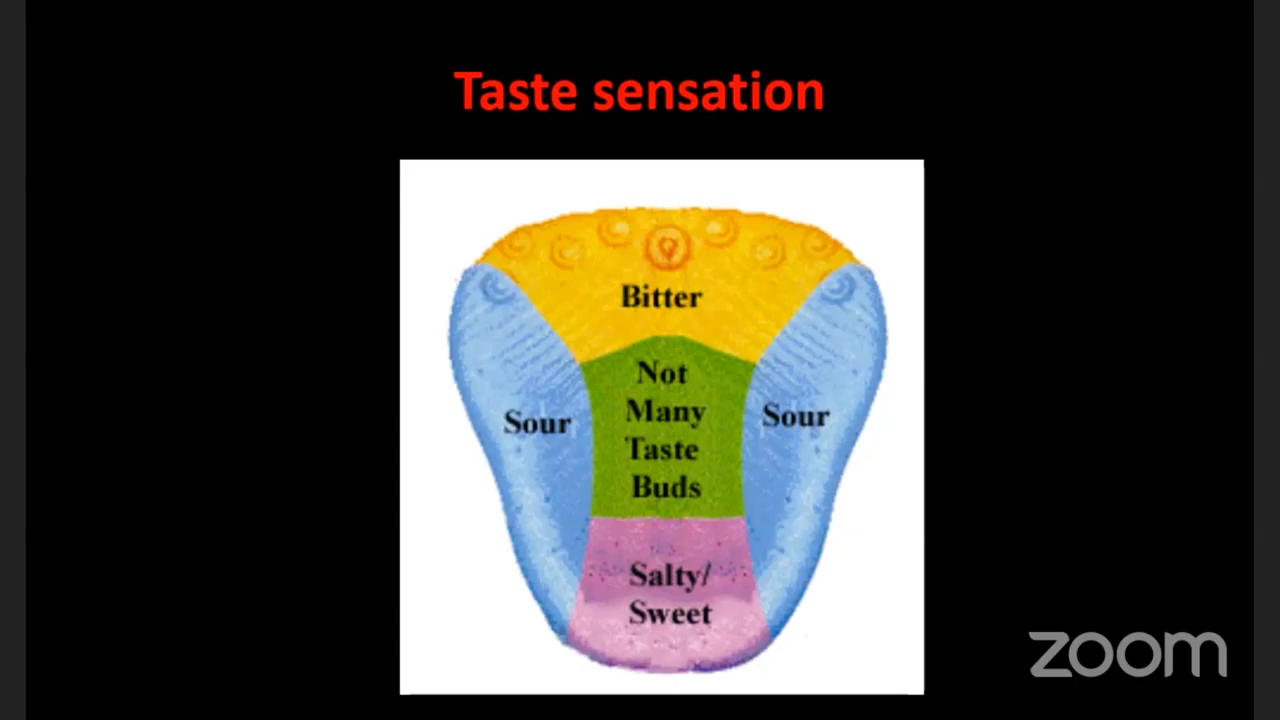 Taste sensation
Bitter
Not
Many
Taste
Buds
Sour
Sour
Salty/
Sweet
zoom